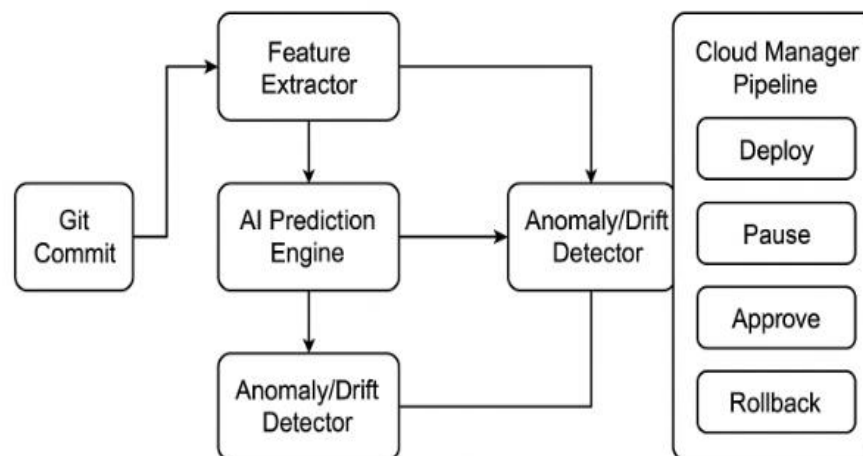 Feature
Extractor
Git
Commit
AI Prediction
Engine
Anomaly/Drift
Detector
Anomaly/Drift
Detector
Cloud Manager
Pipeline
Deploy
Pause
Approve
Rollback